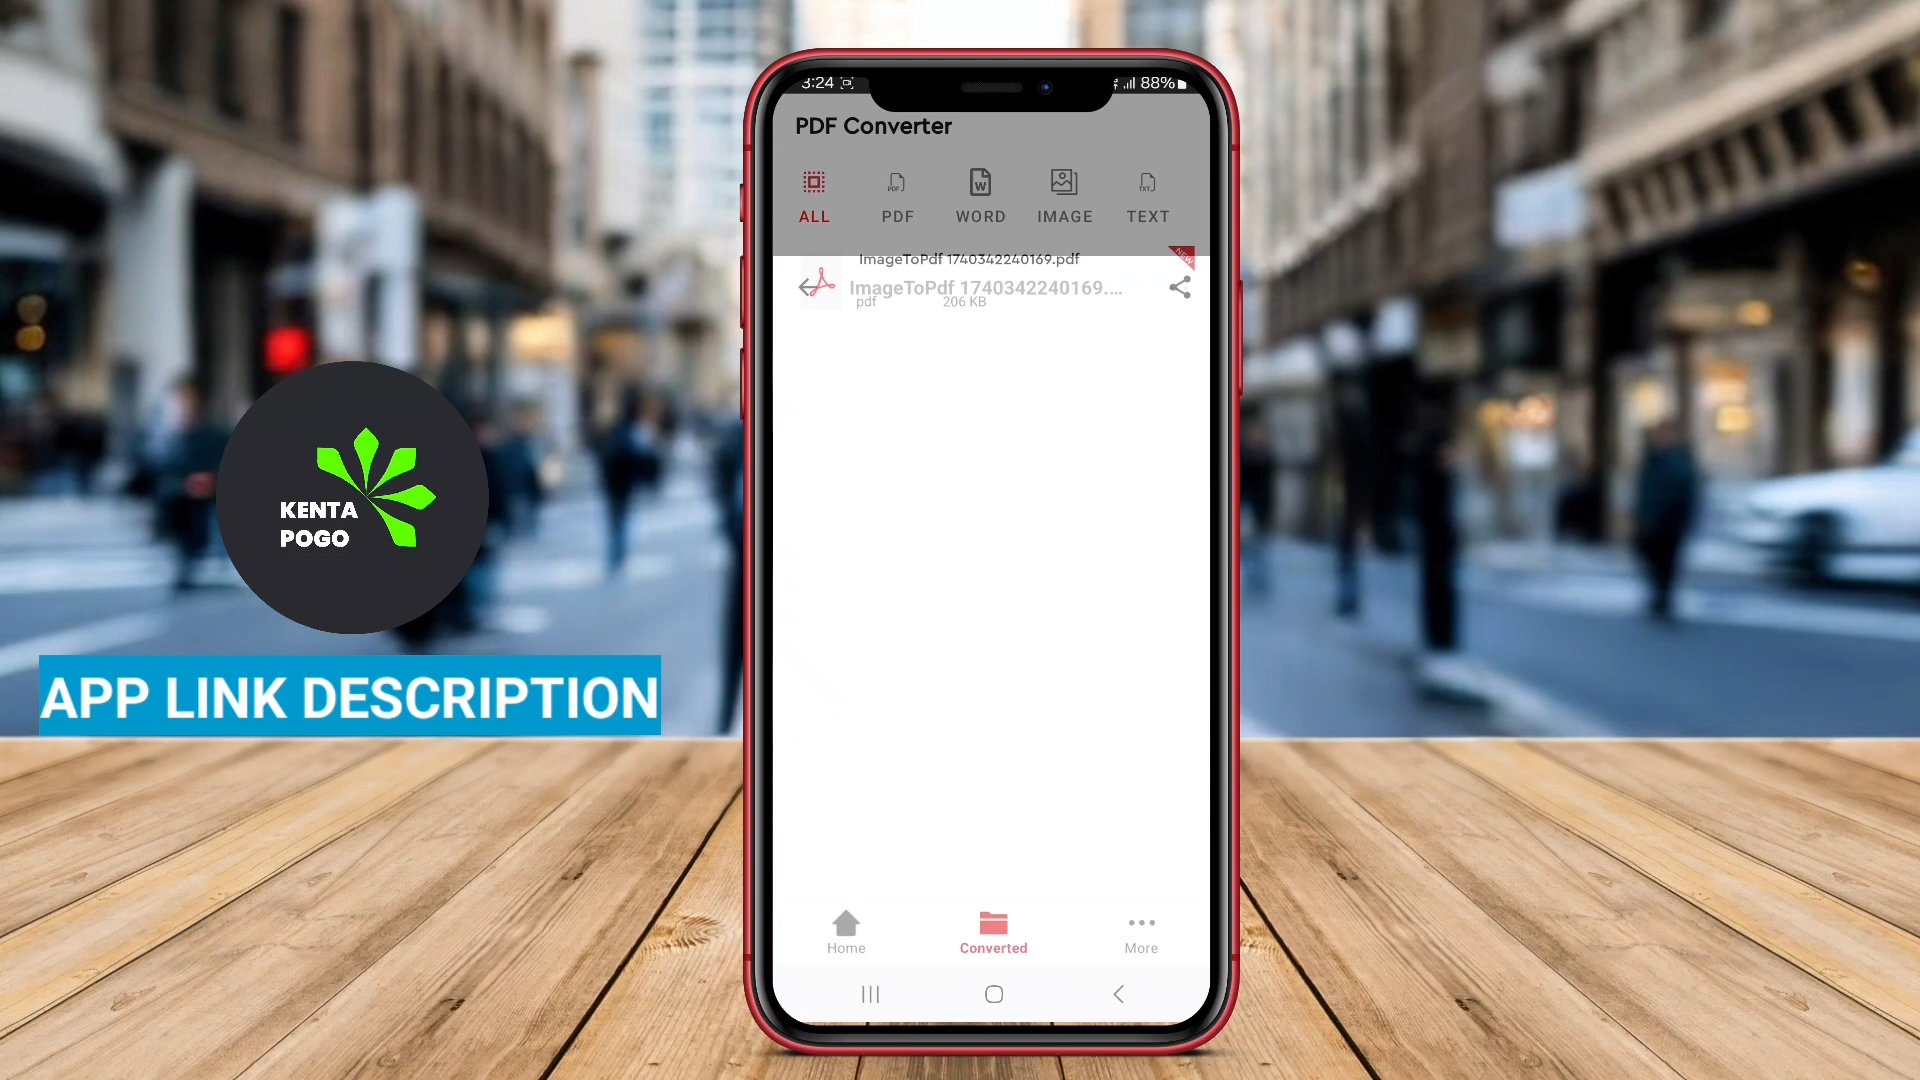 3:24
88%
PDF Converter
ALL
PDF
WORD
IMAGE
TEXT
ImageToPdf 1740342240169.pdf
NEW
ImageToPdf 1740342240169....
pdf
206 KB
KENTA
POGO
APP LINK DESCRIPTION
Home
Converted
More